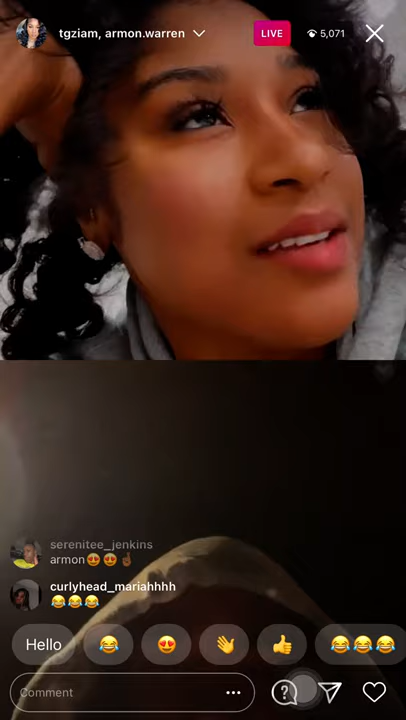 tgziam, armon.warren
LIVE
5,071
serenitee_jenkins
armon😍😍☝🏾
curlyhead_mariahhhh
😂😂😂
Hello
😂 😍 👋 👍 😂😂😂
Comment